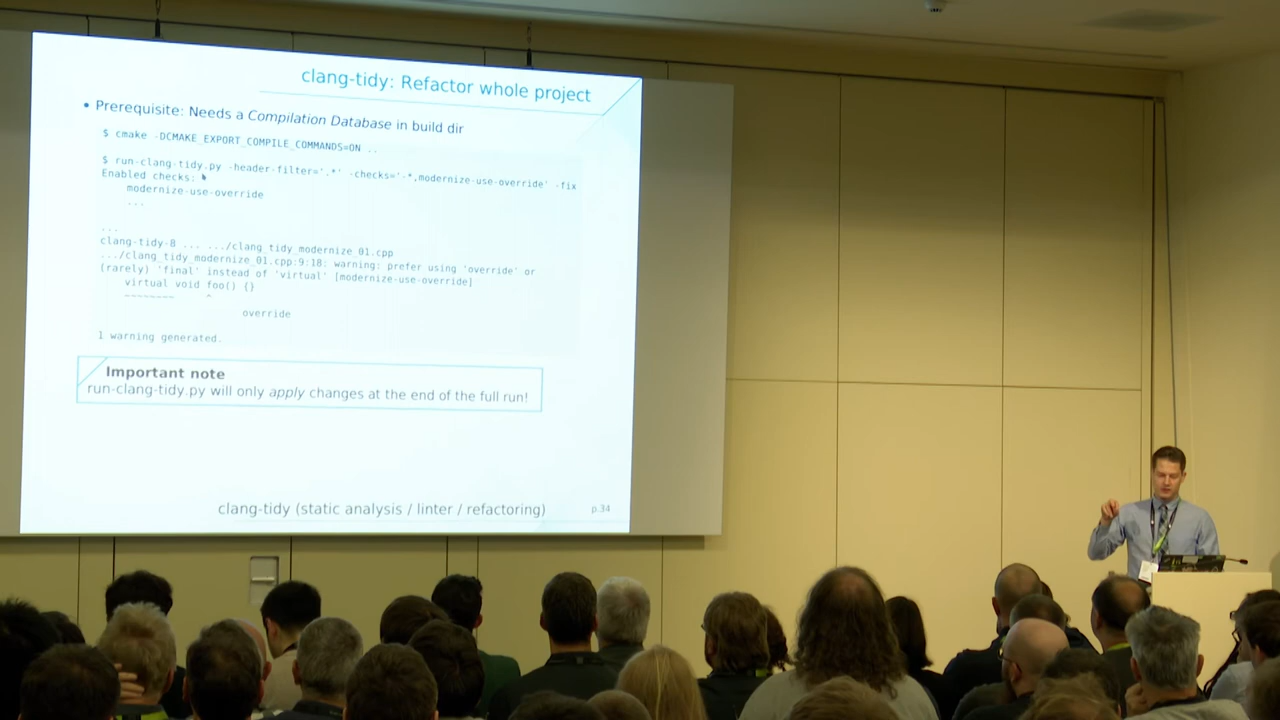 clang-tidy: Refactor whole project
• Prerequisite: Needs a Compilation Database in build dir
$ cmake -DCMAKE_EXPORT_COMPILE_COMMANDS=ON ..
$ run-clang-tidy.py -header-filter='.*' -checks='-*,modernize-use-override' -fix
Enabled checks:
modernize-use-override
...
...
clang-tidy-8 ... .../clang_tidy_modernize_01.cpp
.../clang_tidy_modernize_01.cpp:9:18: warning: prefer using 'override' or
(rarely) 'final' instead of 'virtual' [modernize-use-override]
virtual void foo() {}
~~~~~~~~     ^
override
1 warning generated.
Important note
run-clang-tidy.py will only apply changes at the end of the full run!
clang-tidy (static analysis / linter / refactoring)
p.34